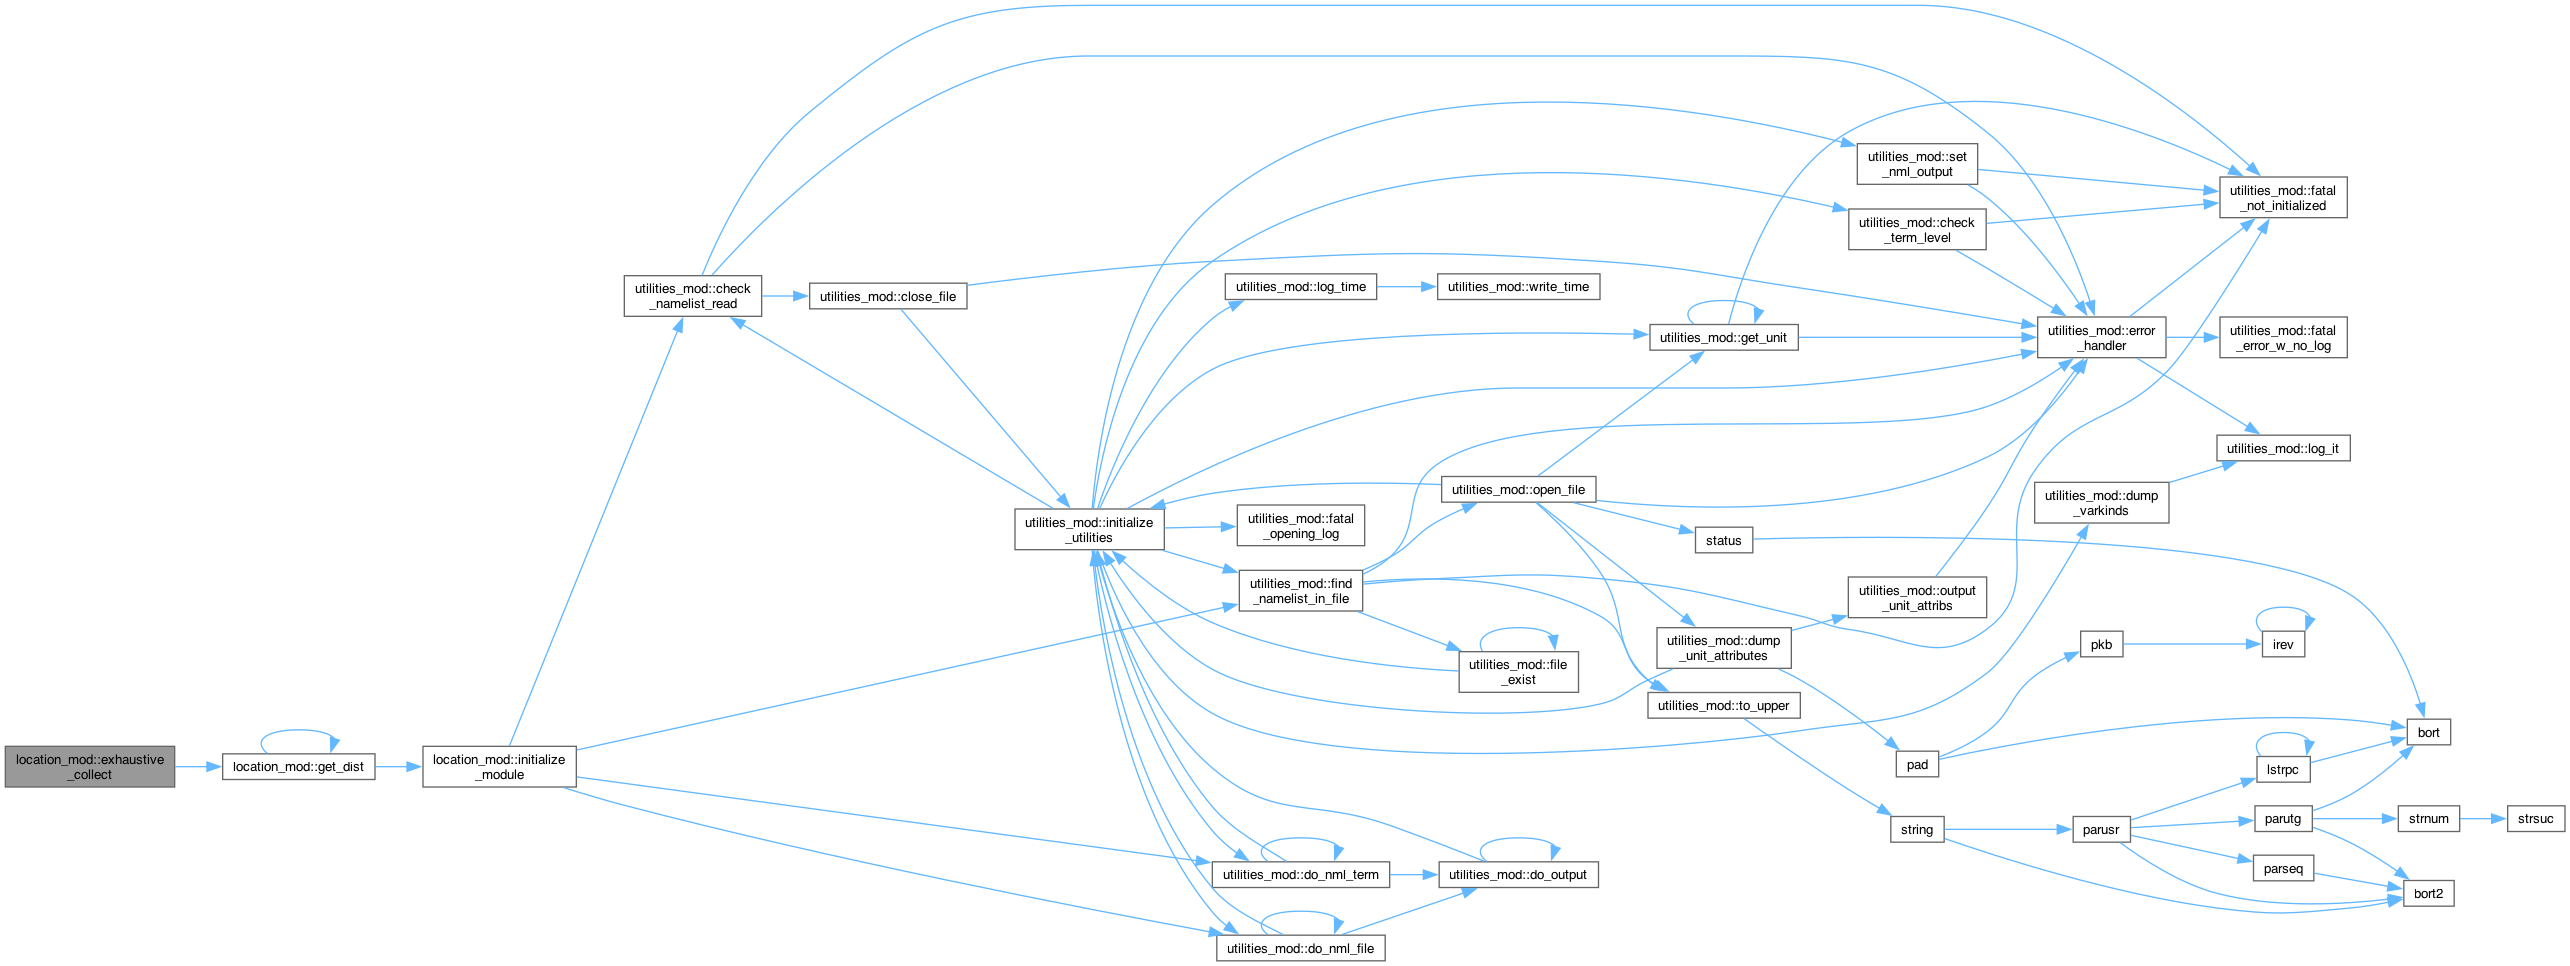 location_mod::exhaustive
_collect
location_mod::get_dist
location_mod::initialize
_module
utilities_mod::check
_namelist_read
utilities_mod::close_file
utilities_mod::initialize
_utilities
utilities_mod::log_time
utilities_mod::write_time
utilities_mod::fatal
_opening_log
utilities_mod::find
_namelist_in_file
utilities_mod::do_nml_term
utilities_mod::do_nml_file
utilities_mod::open_file
utilities_mod::file
_exist
utilities_mod::do_output
utilities_mod::get_unit
status
utilities_mod::dump
_unit_attributes
utilities_mod::to_upper
utilities_mod::set
_nml_output
utilities_mod::check
_term_level
utilities_mod::output
_unit_attribs
pad
string
utilities_mod::error
_handler
utilities_mod::dump
_varkinds
pkb
parusr
utilities_mod::fatal
_not_initialized
utilities_mod::fatal
_error_w_no_log
utilities_mod::log_it
irev
lstrpc
parutg
parseq
bort
strnum
bort2
strsuc